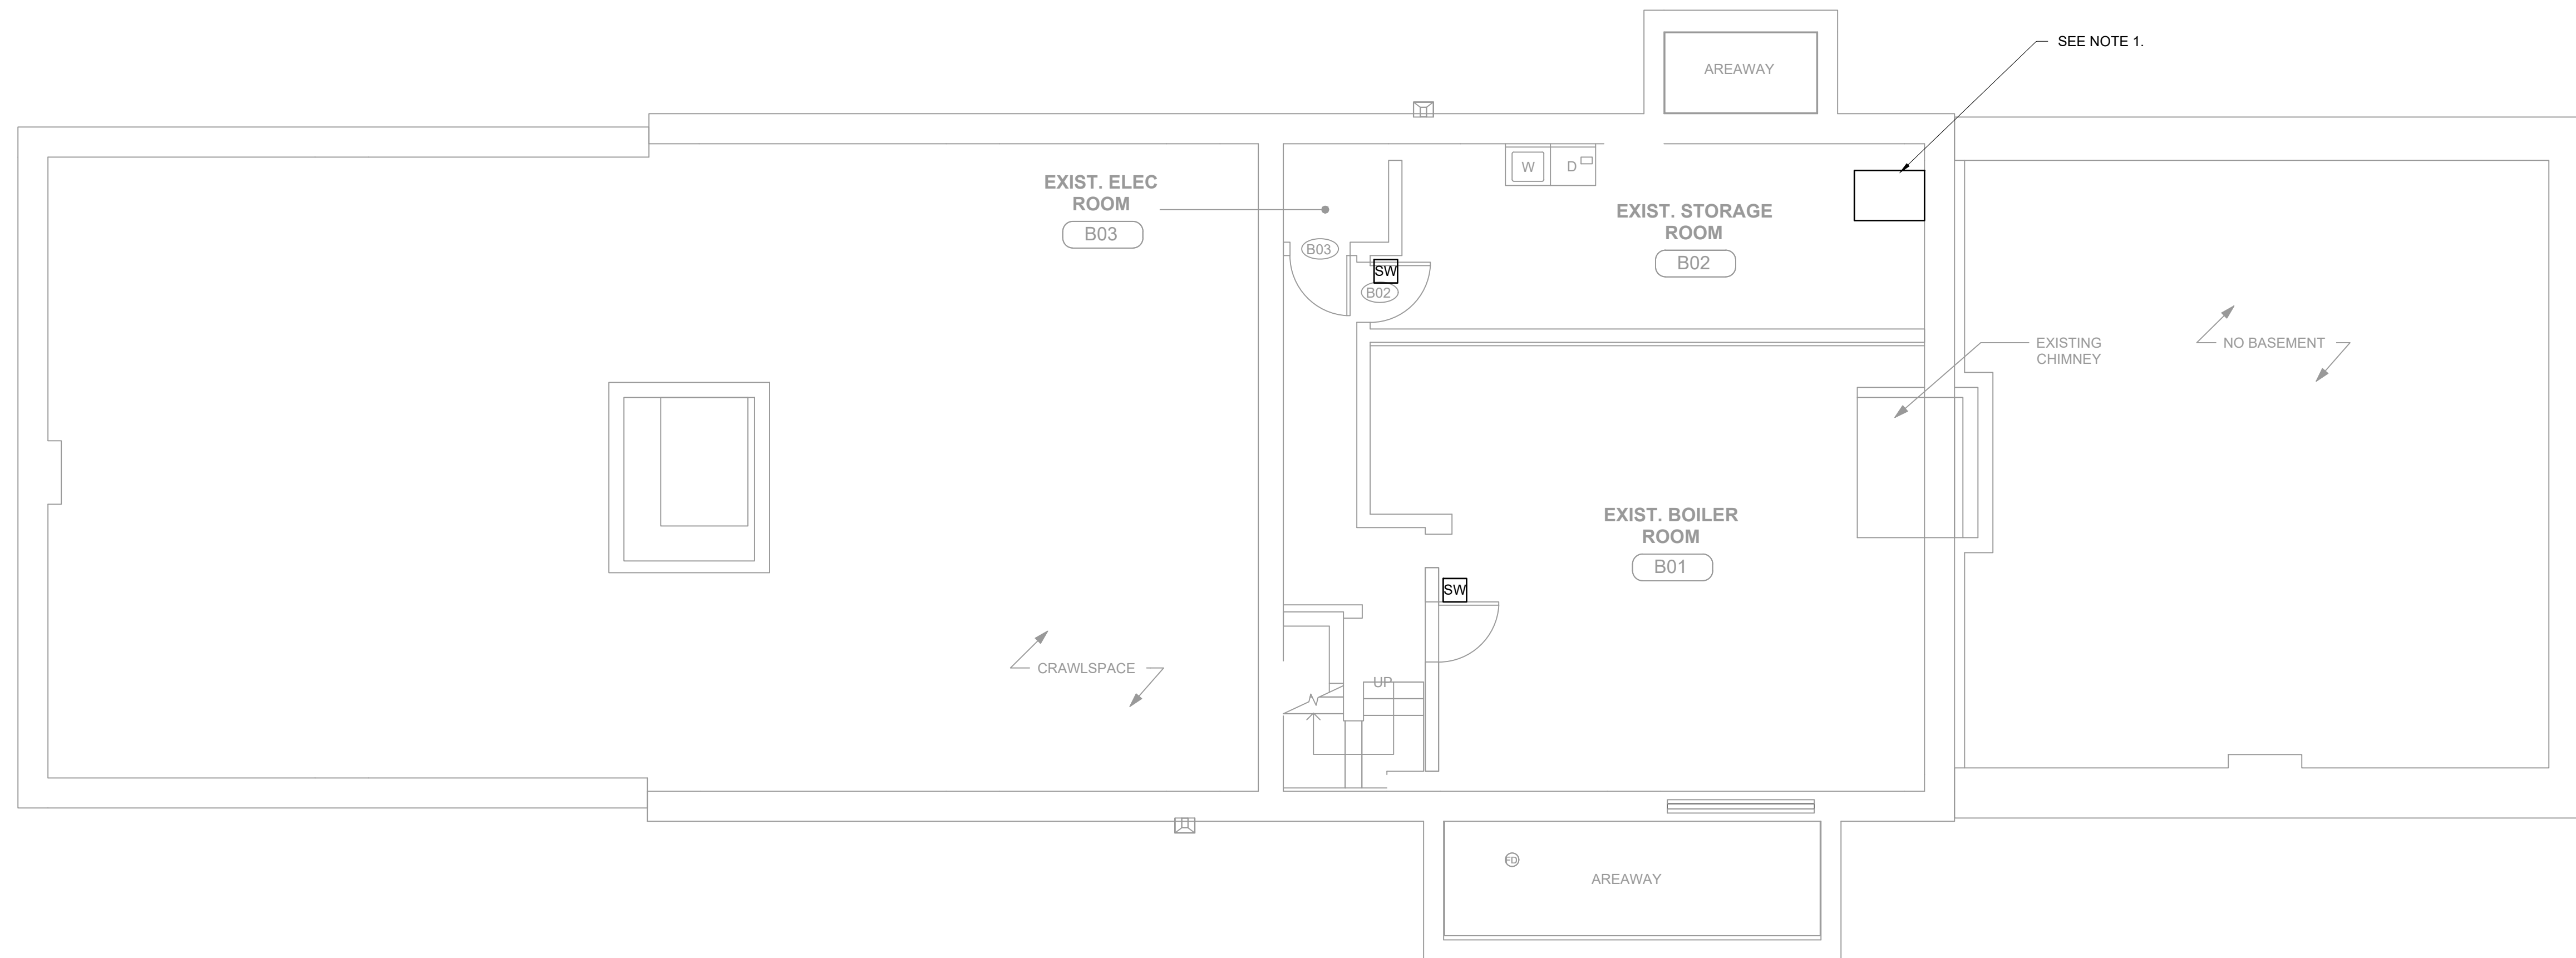 SEE NOTE 1.
AREAWAY
W
D
EXIST. ELEC
ROOM
B03
EXIST. STORAGE
ROOM
B02
B03
SW
B02
EXISTING
CHIMNEY
NO BASEMENT
EXIST. BOILER
ROOM
B01
SW
CRAWLSPACE
UP
FD
AREAWAY